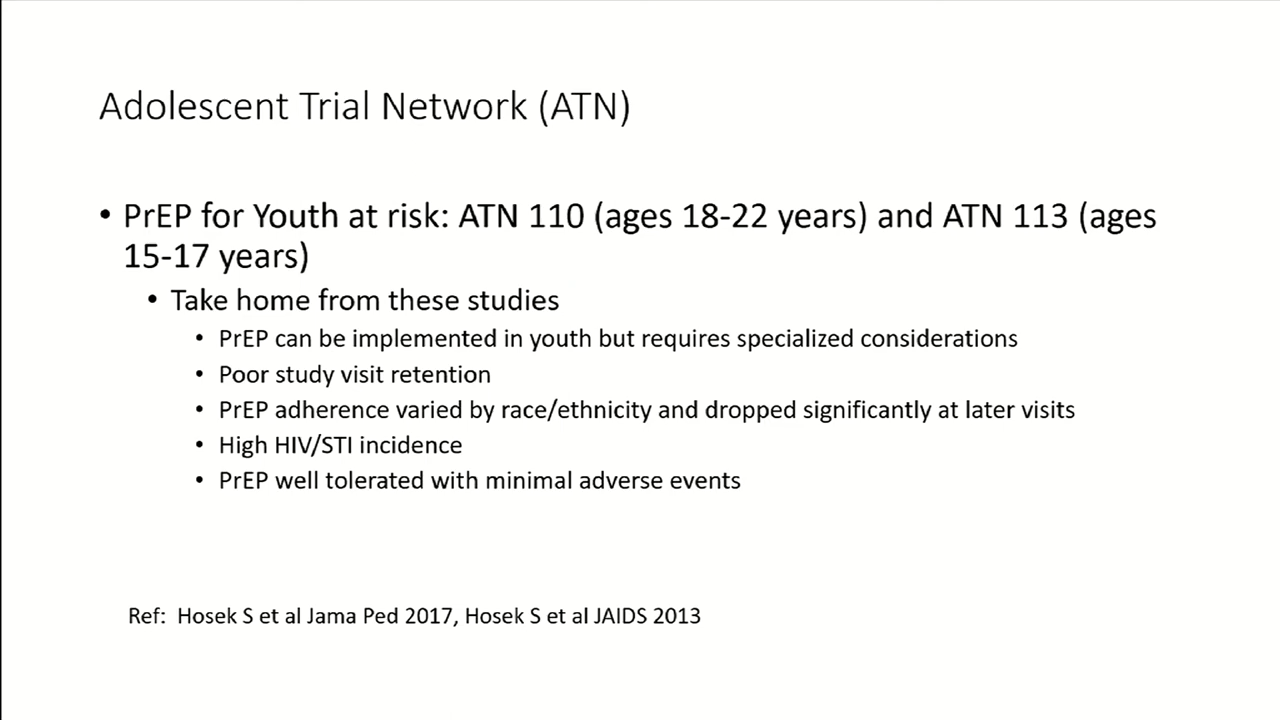 Adolescent Trial Network (ATN)
• PrEP for Youth at risk: ATN 110 (ages 18-22 years) and ATN 113 (ages
15-17 years)
• Take home from these studies
• PrEP can be implemented in youth but requires specialized considerations
• Poor study visit retention
• PrEP adherence varied by race/ethnicity and dropped significantly at later visits
• High HIV/STI incidence
• PrEP well tolerated with minimal adverse events
Ref:  Hosek S et al Jama Ped 2017, Hosek S et al JAIDS 2013